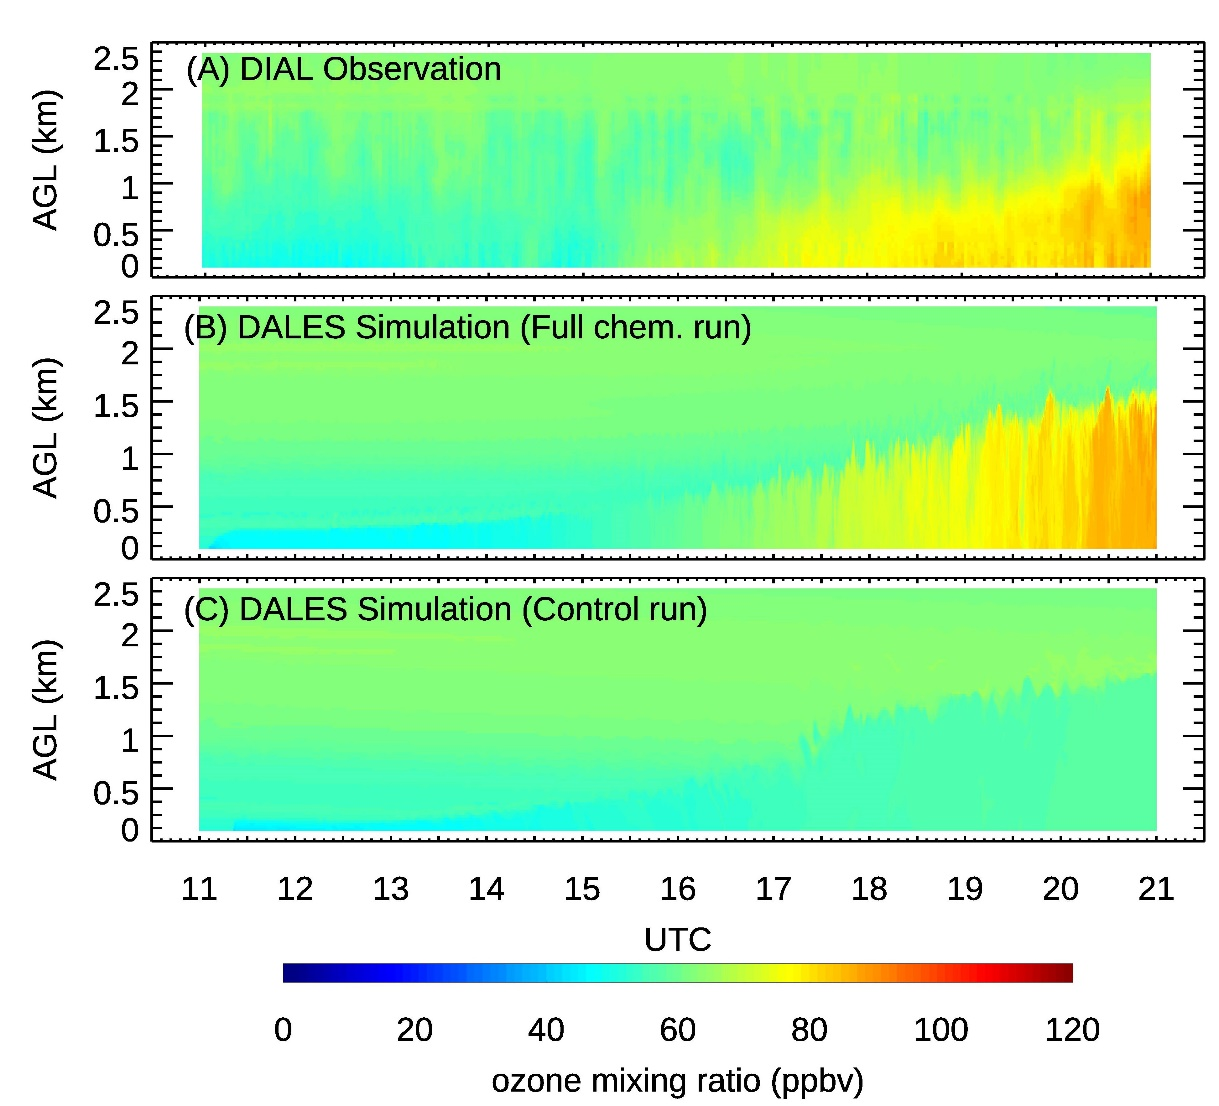 (A) DIAL Observation
2.5
2
1.5
1
0.5
0
AGL (km)
(B) DALES Simulation (Full chem. run)
2.5
2
1.5
1
0.5
0
AGL (km)
(C) DALES Simulation (Control run)
2.5
2
1.5
1
0.5
0
AGL (km)
11 12 13 14 15 16 17 18 19 20 21
UTC
0 20 40 60 80 100 120
ozone mixing ratio (ppbv)